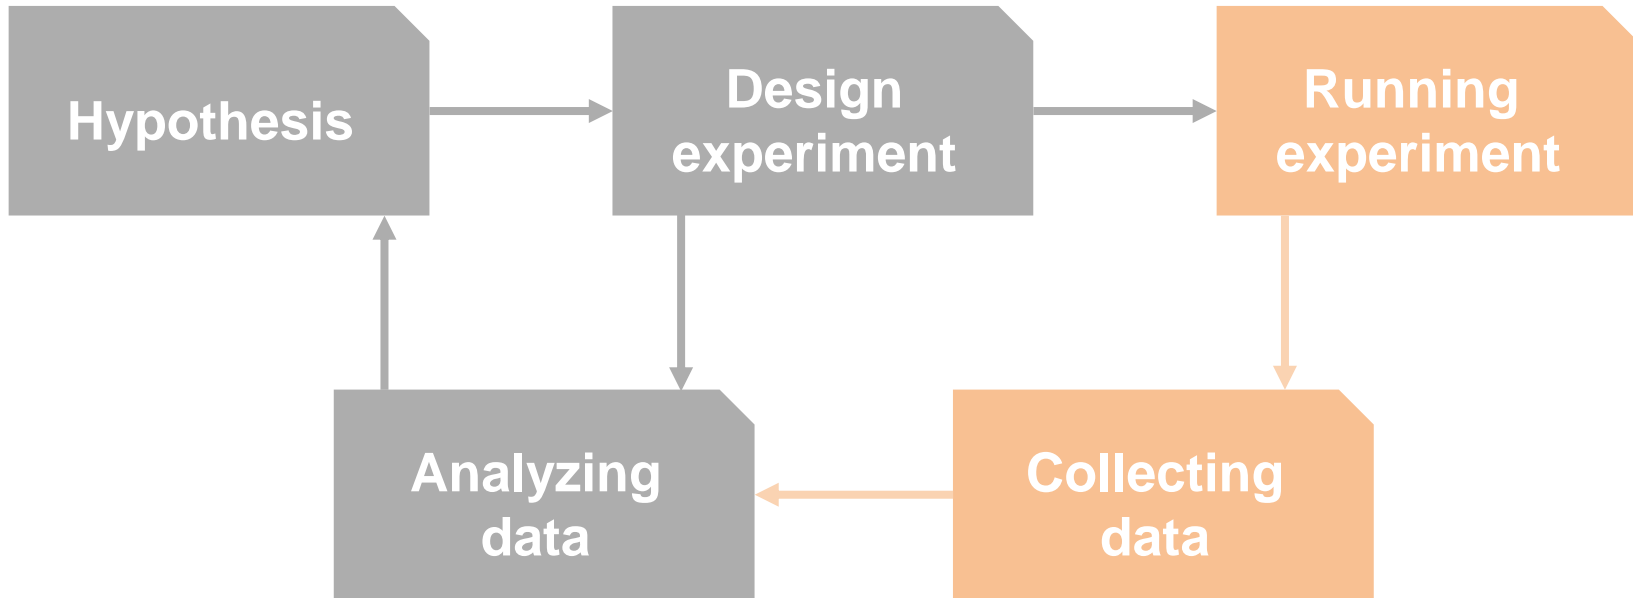 Hypothesis
Design
experiment
Running
experiment
Analyzing
data
Collecting
data